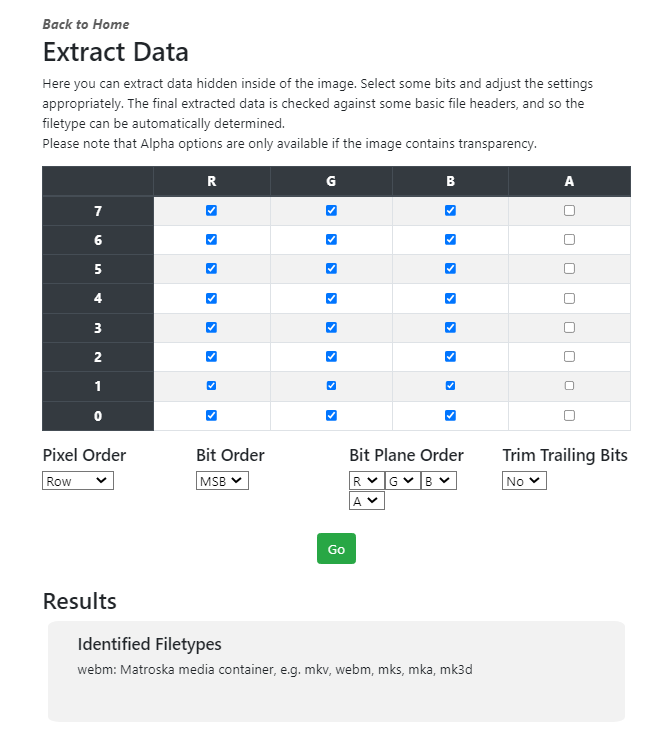 Back to Home
Extract Data
Here you can extract data hidden inside of the image. Select some bits and adjust the settings
appropriately. The final extracted data is checked against some basic file headers, and so the
filetype can be automatically determined.
Please note that Alpha options are only available if the image contains transparency.
R G B A
7
6
5
4
3
2
1
0
Pixel Order Bit Order Bit Plane Order Trim Trailing Bits
Row MSB R G B No
A
Go
Results
Identified Filetypes
webm: Matroska media container, e.g. mkv, webm, mks, mka, mk3d